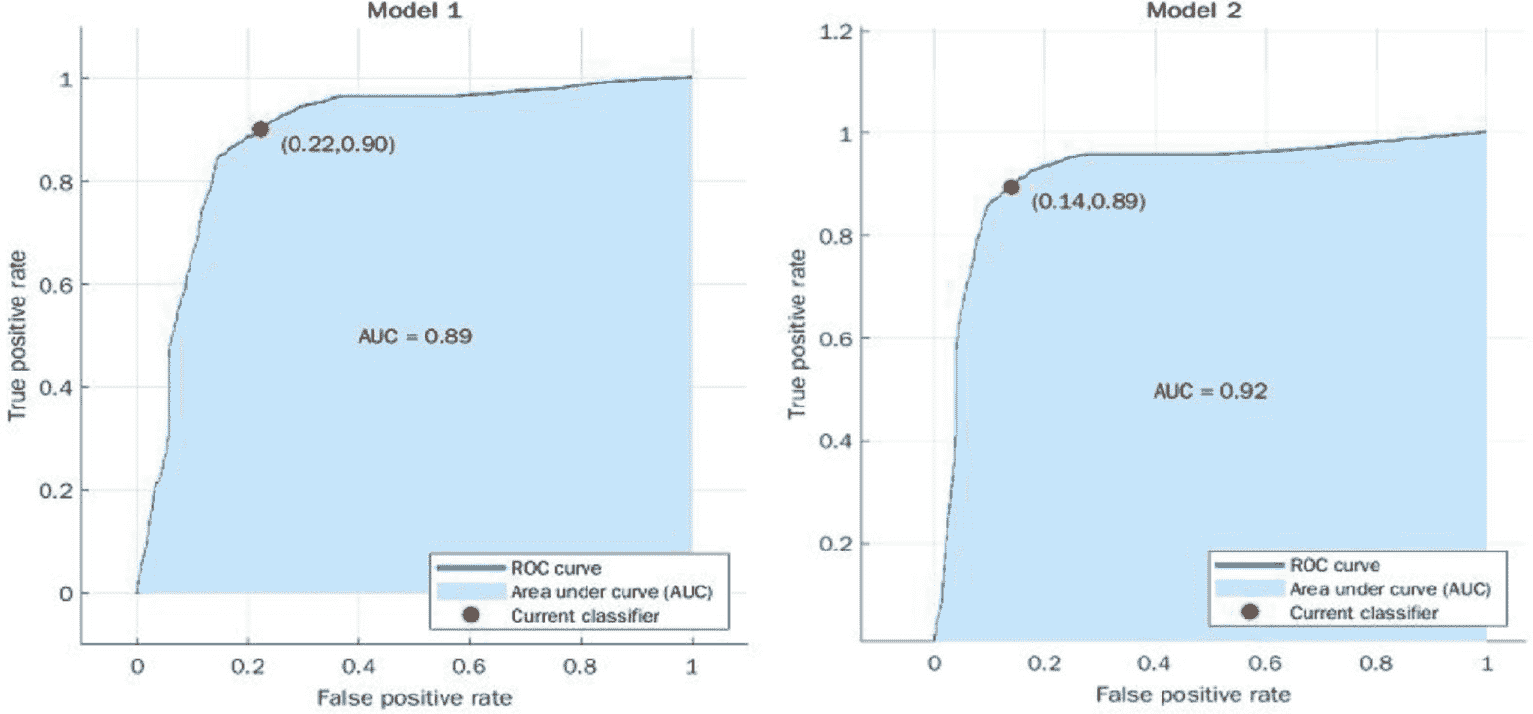 Model 1
1
0.8
0.6
0.4
0.2
0
True positive rate
(0.22,0.90)
AUC = 0.89
ROC curve
Area under curve (AUC)
Current classifier
0
0.2
0.4
0.6
0.8
1
False positive rate
Model 2
1.2
1
0.8
0.6
0.4
0.2
True positive rate
(0.14,0.89)
AUC = 0.92
ROC curve
Area under curve (AUC)
Current classifier
0
0.2
0.4
0.6
0.8
1
False positive rate